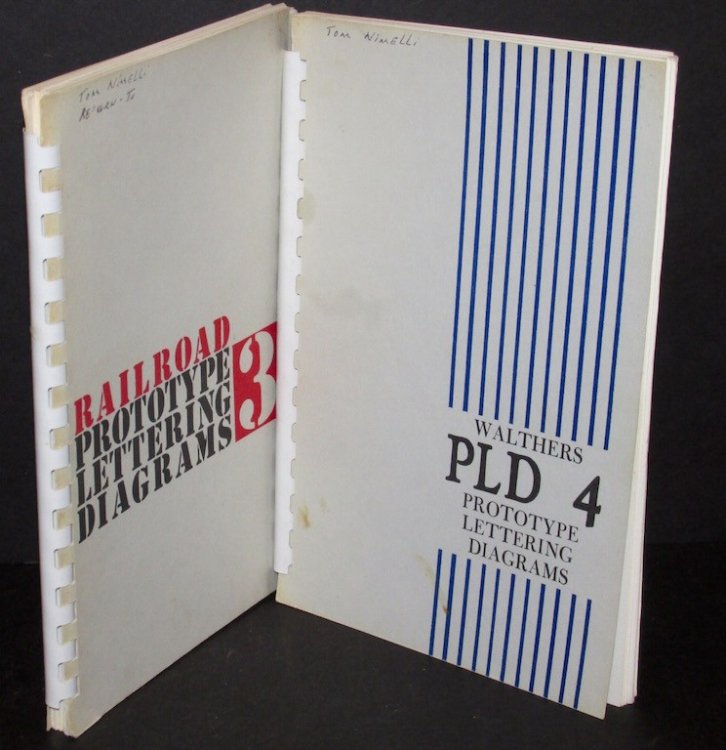 Tom Nimelli
RETURN - TO
RAILROAD
PROTOTYPE
LETTERING
DIAGRAMS
3
Tom Nimelli
WALTHERS
PLD 4
PROTOTYPE
LETTERING
DIAGRAMS